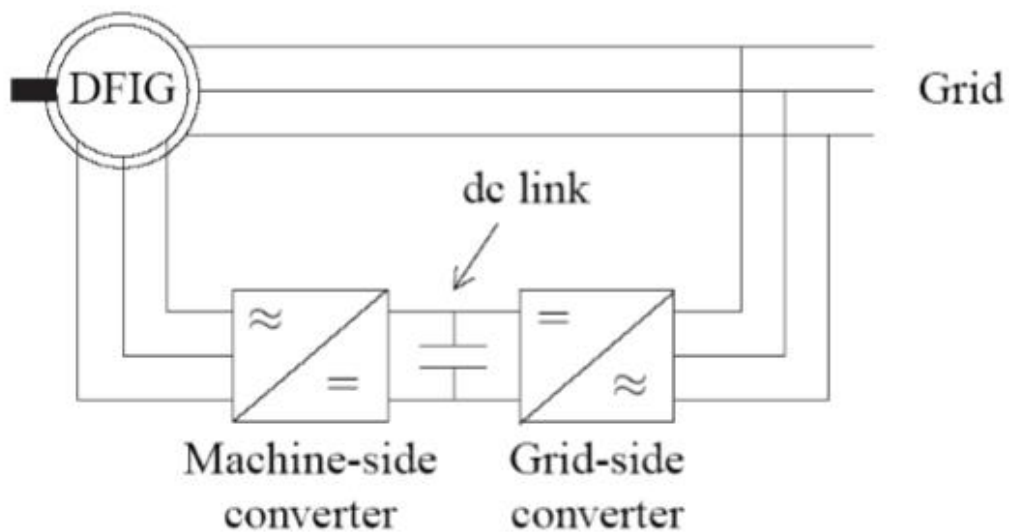 DFIG
Grid
dc link
≈
=
=
≈
Machine-side
converter
Grid-side
converter